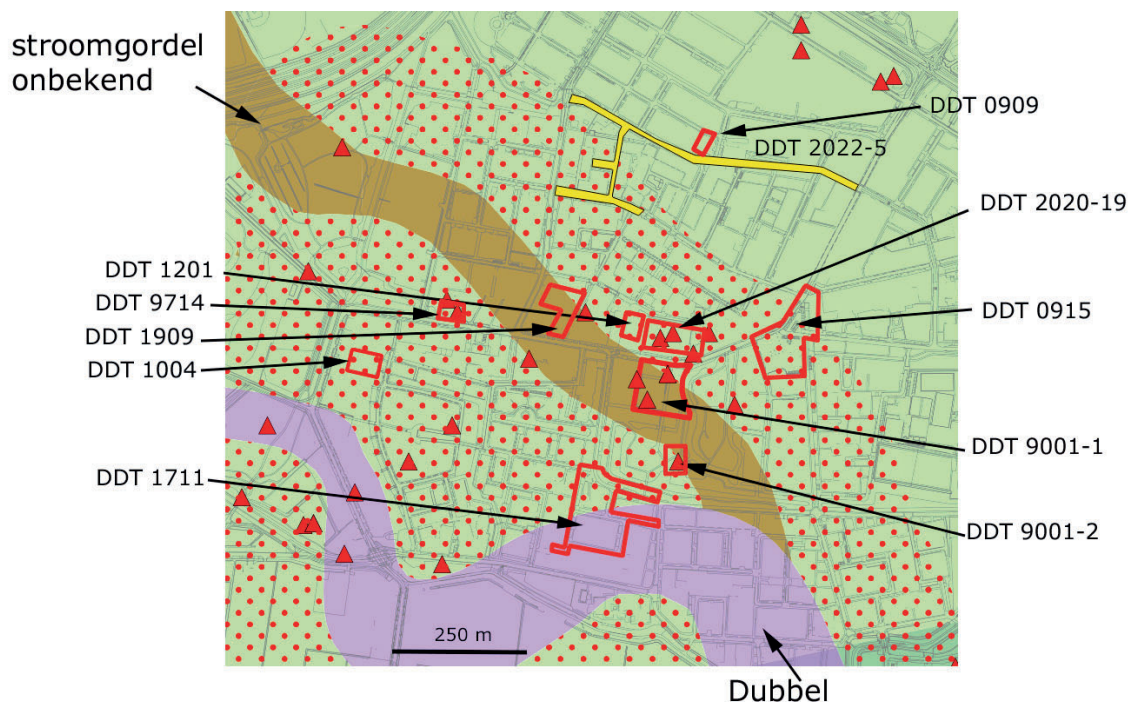 stroomgordel
onbekend
DDT 0909
DDT 2022-5
DDT 2020-19
DDT 1201
DDT 9714
DDT 0915
DDT 1909
DDT 1004
DDT 9001-1
DDT 1711
DDT 9001-2
250 m
Dubbel